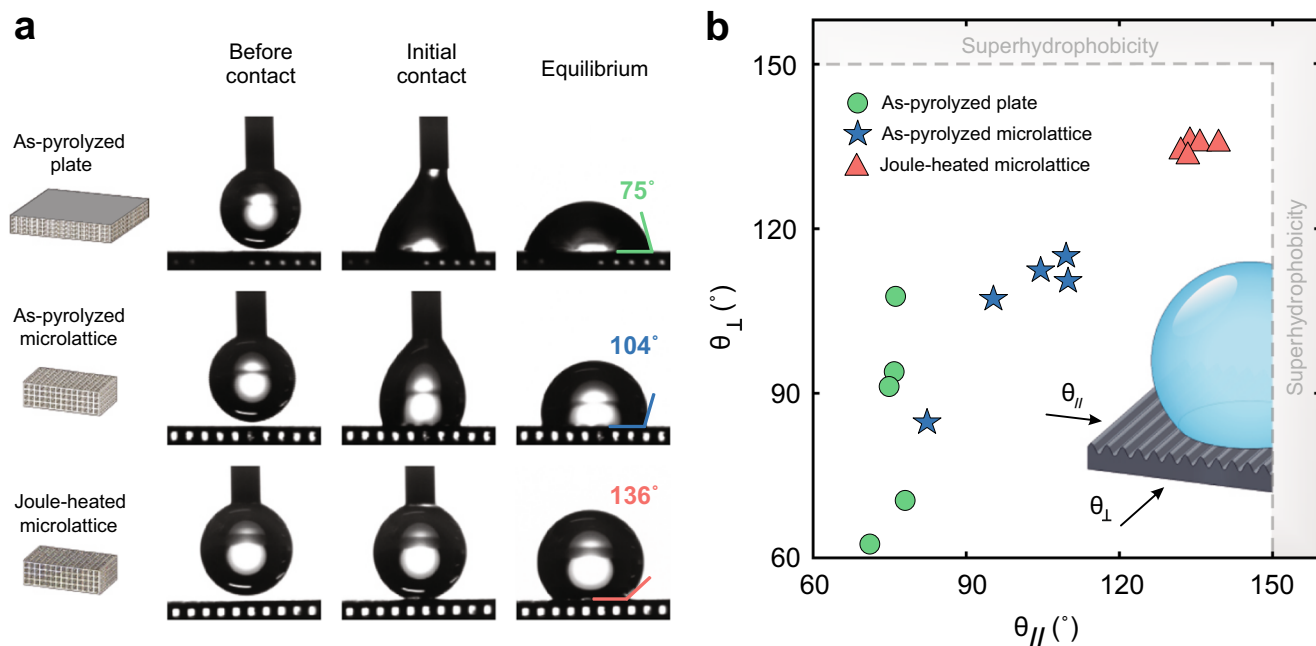 a
Before
contact
Initial
contact
Equilibrium
As-pyrolyzed
plate
75°
As-pyrolyzed
microlattice
104°
Joule-heated
microlattice
136°
b
Superhydrophobicity
150
As-pyrolyzed plate
As-pyrolyzed microlattice
Joule-heated microlattice
120
θ⊥ (°)
Superhydrophobicity
90
θ//
θ⊥
60
60
90
120
150
θ// (°)